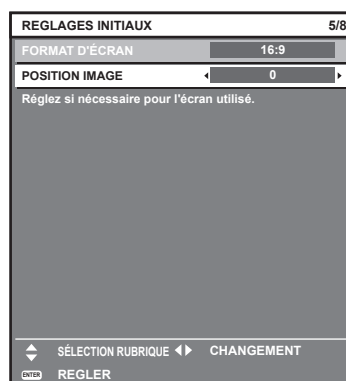 REGLAGES INITIAUX 5/8
FORMAT D'ÉCRAN 16:9
POSITION IMAGE 0
Réglez si nécessaire pour l'écran utilisé.
SÉLECTION RUBRIQUE CHANGEMENT
ENTER REGLER